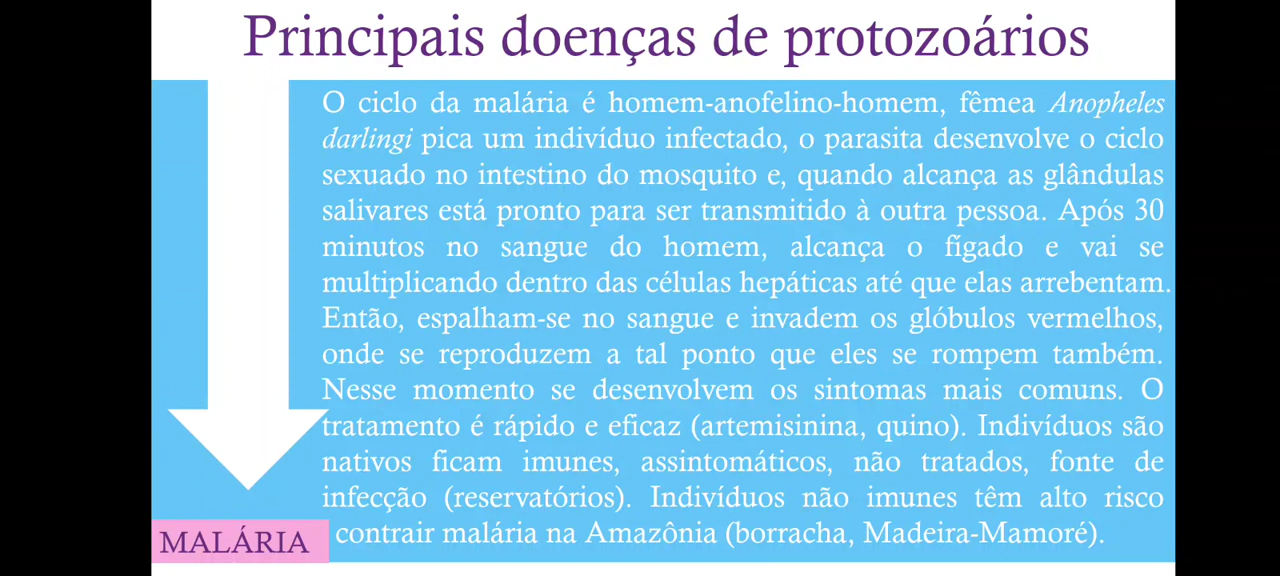 Principais doenças de protozoários
O ciclo da malária é homem-anofelino-homem, fêmea Anopheles
darlingi pica um indivíduo infectado, o parasita desenvolve o ciclo
sexuado no intestino do mosquito e, quando alcança as glândulas
salivares está pronto para ser transmitido à outra pessoa. Após 30
minutos no sangue do homem, alcança o fígado e vai se
multiplicando dentro das células hepáticas até que elas arrebentam.
Então, espalham-se no sangue e invadem os glóbulos vermelhos,
onde se reproduzem a tal ponto que eles se rompem também.
Nesse momento se desenvolvem os sintomas mais comuns. O
tratamento é rápido e eficaz (artemisinina, quino). Indivíduos são
nativos ficam imunes, assintomáticos, não tratados, fonte de
infecção (reservatórios). Indivíduos não imunes têm alto risco
contrair malária na Amazônia (borracha, Madeira-Mamoré).
MALÁRIA